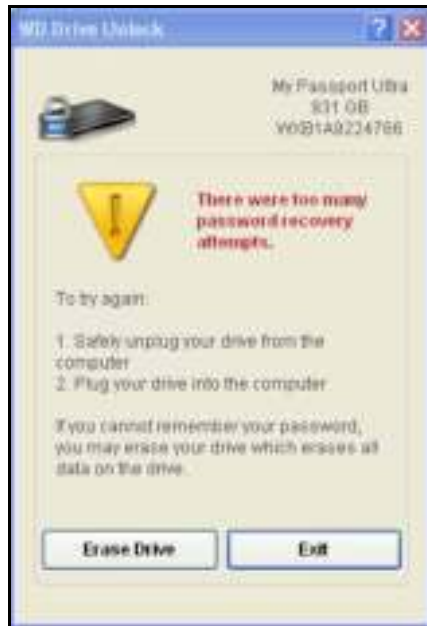 WD Drive Unlock
My Passport Ultra
931 GB
There were too many
password recovery
attempts.
To try again:
1. Safely unplug your drive from the
computer
2. Plug your drive into the computer
If you cannot remember your password,
you may erase your drive which erases all
data on the drive.
Erase Drive
Exit